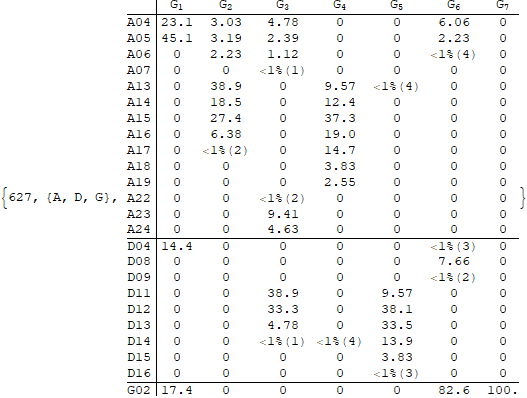 G1 G2 G3 G4 G5 G6 G7
A04 23.1 3.03 4.78 0 0 6.06 0
A05 45.1 3.19 2.39 0 0 2.23 0
A06 0 2.23 1.12 0 0 <1%(4) 0
A07 0 0 <1%(1) 0 0 0 0
A13 0 38.9 0 9.57 <1%(4) 0 0
A14 0 18.5 0 12.4 0 0 0
A15 0 27.4 0 37.3 0 0 0
A16 0 6.38 0 19.0 0 0 0
A17 0 <1%(2) 0 14.7 0 0 0
A18 0 0 0 3.83 0 0 0
A19 0 0 0 2.55 0 0 0
{627, {A, D, G}, A22 0 0 <1%(2) 0 0 0 0 }
A23 0 0 9.41 0 0 0 0
A24 0 0 4.63 0 0 0 0
D04 14.4 0 0 0 0 <1%(3) 0
D08 0 0 0 0 0 7.66 0
D09 0 0 0 0 0 <1%(2) 0
D11 0 0 38.9 0 9.57 0 0
D12 0 0 33.3 0 38.1 0 0
D13 0 0 4.78 0 33.5 0 0
D14 0 0 <1%(1) <1%(4) 13.9 0 0
D15 0 0 0 0 3.83 0 0
D16 0 0 0 0 <1%(3) 0 0
G02 17.4 0 0 0 0 82.6 100.